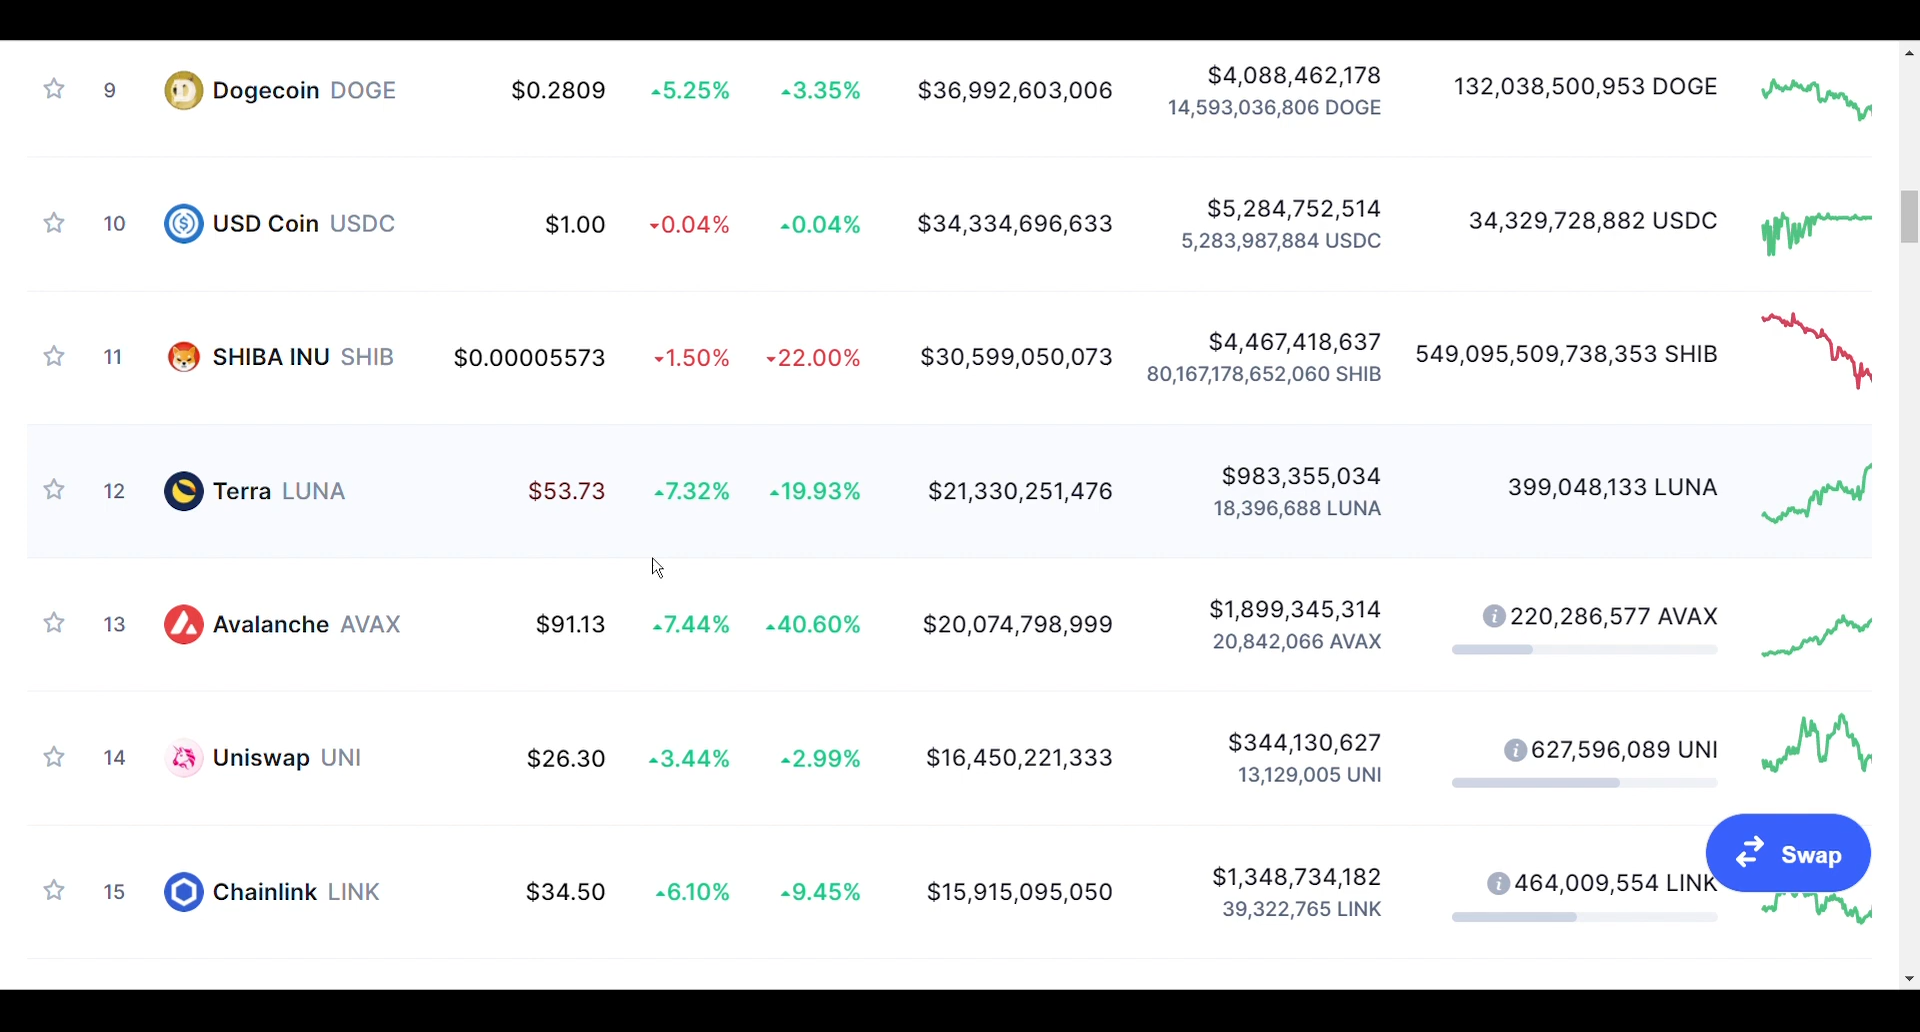 9 Dogecoin DOGE $0.2809 5.25% 3.35% $36,992,603,006 $4,088,462,178 132,038,500,953 DOGE
14,593,036,806 DOGE
10 USD Coin USDC $1.00 0.04% 0.04% $34,334,696,633 $5,284,752,514 34,329,728,882 USDC
5,283,987,884 USDC
11 SHIBA INU SHIB $0.00005573 1.50% 22.00% $30,599,050,073 $4,467,418,637 549,095,509,738,353 SHIB
80,167,178,652,060 SHIB
12 Terra LUNA $53.73 7.32% 19.93% $21,330,251,476 $983,355,034 399,048,133 LUNA
18,396,688 LUNA
13 Avalanche AVAX $91.13 7.44% 40.60% $20,074,798,999 $1,899,345,314 220,286,577 AVAX
20,842,066 AVAX
14 Uniswap UNI $26.30 3.44% 2.99% $16,450,221,333 $344,130,627 627,596,089 UNI
13,129,005 UNI
15 Chainlink LINK $34.50 6.10% 9.45% $15,915,095,050 $1,348,734,182 464,009,554 LINK
39,322,765 LINK
Swap